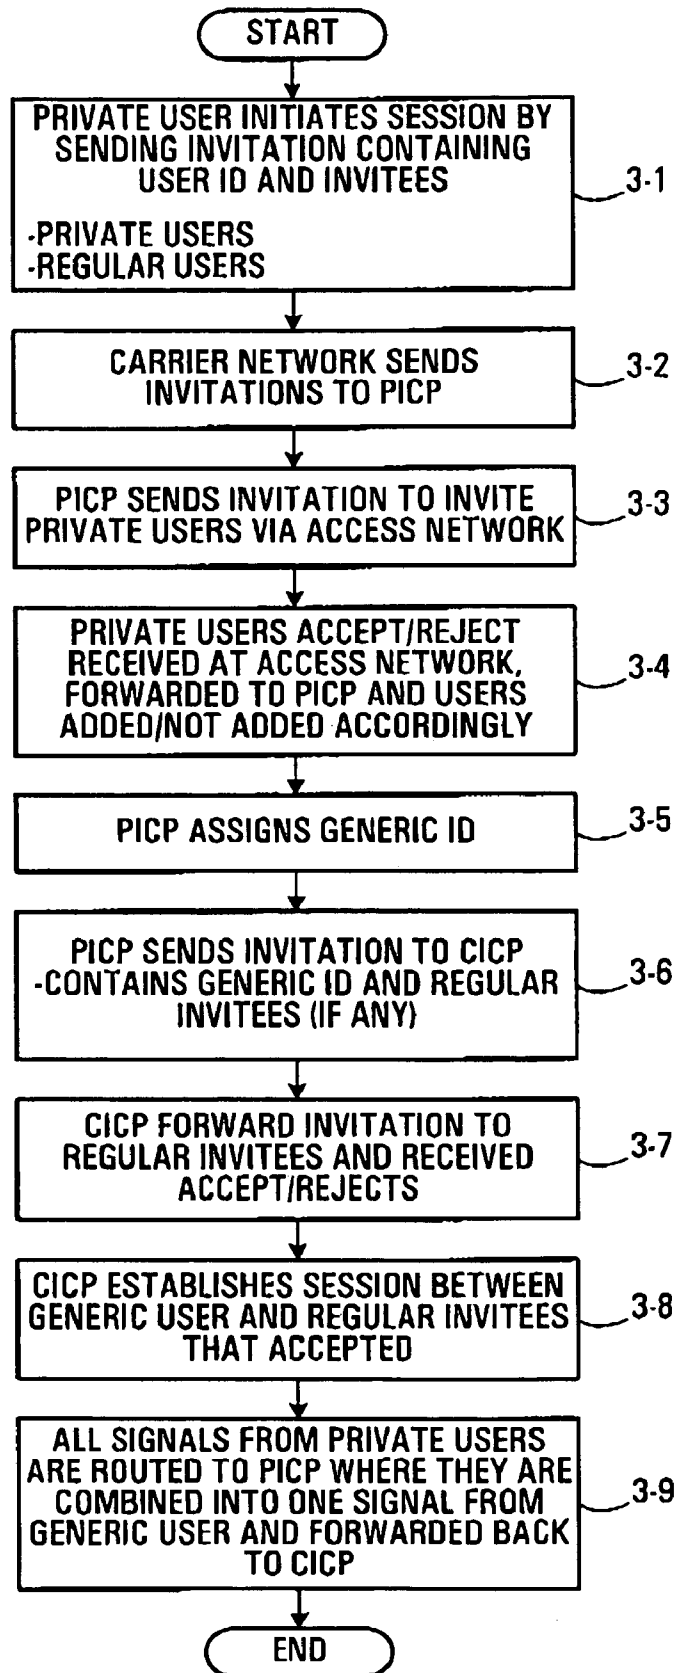 START
PRIVATE USER INITIATES SESSION BY
SENDING INVITATION CONTAINING
USER ID AND INVITEES
-PRIVATE USERS
-REGULAR USERS
3-1
CARRIER NETWORK SENDS
INVITATIONS TO PICP
3-2
PICP SENDS INVITATION TO INVITE
PRIVATE USERS VIA ACCESS NETWORK
3-3
PRIVATE USERS ACCEPT/REJECT
RECEIVED AT ACCESS NETWORK,
FORWARDED TO PICP AND USERS
ADDED/NOT ADDED ACCORDINGLY
3-4
PICP ASSIGNS GENERIC ID
3-5
PICP SENDS INVITATION TO CICP
-CONTAINS GENERIC ID AND REGULAR
INVITEES (IF ANY)
3-6
CICP FORWARD INVITATION TO
REGULAR INVITEES AND RECEIVED
ACCEPT/REJECTS
3-7
CICP ESTABLISHES SESSION BETWEEN
GENERIC USER AND REGULAR INVITEES
THAT ACCEPTED
3-8
ALL SIGNALS FROM PRIVATE USERS
ARE ROUTED TO PICP WHERE THEY ARE
COMBINED INTO ONE SIGNAL FROM
GENERIC USER AND FORWARDED BACK
TO CICP
3-9
END